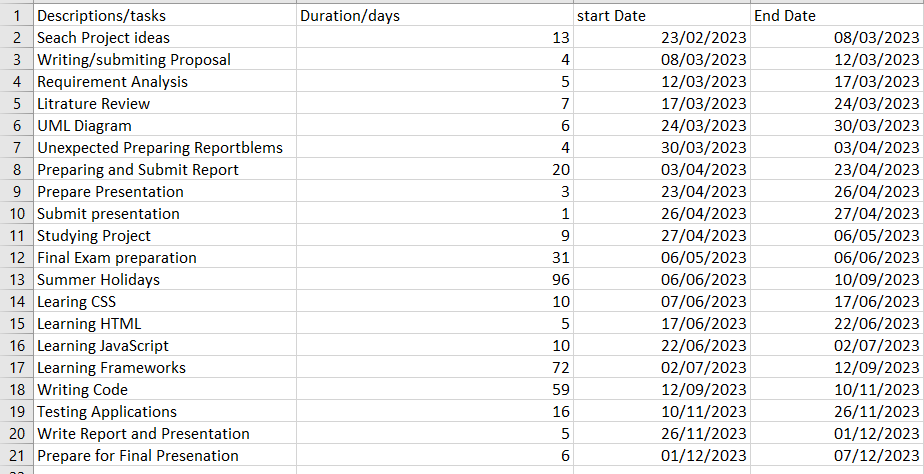 1 Descriptions/tasks Duration/days start Date End Date
2 Seach Project ideas 13 23/02/2023 08/03/2023
3 Writing/submiting Proposal 4 08/03/2023 12/03/2023
4 Requirement Analysis 5 12/03/2023 17/03/2023
5 Litrature Review 7 17/03/2023 24/03/2023
6 UML Diagram 6 24/03/2023 30/03/2023
7 Unexpected Preparing Reportblems 4 30/03/2023 03/04/2023
8 Preparing and Submit Report 20 03/04/2023 23/04/2023
9 Prepare Presentation 3 23/04/2023 26/04/2023
10 Submit presentation 1 26/04/2023 27/04/2023
11 Studying Project 9 27/04/2023 06/05/2023
12 Final Exam preparation 31 06/05/2023 06/06/2023
13 Summer Holidays 96 06/06/2023 10/09/2023
14 Learing CSS 10 07/06/2023 17/06/2023
15 Learning HTML 5 17/06/2023 22/06/2023
16 Learning JavaScript 10 22/06/2023 02/07/2023
17 Learning Frameworks 72 02/07/2023 12/09/2023
18 Writing Code 59 12/09/2023 10/11/2023
19 Testing Applications 16 10/11/2023 26/11/2023
20 Write Report and Presentation 5 26/11/2023 01/12/2023
21 Prepare for Final Presenation 6 01/12/2023 07/12/2023